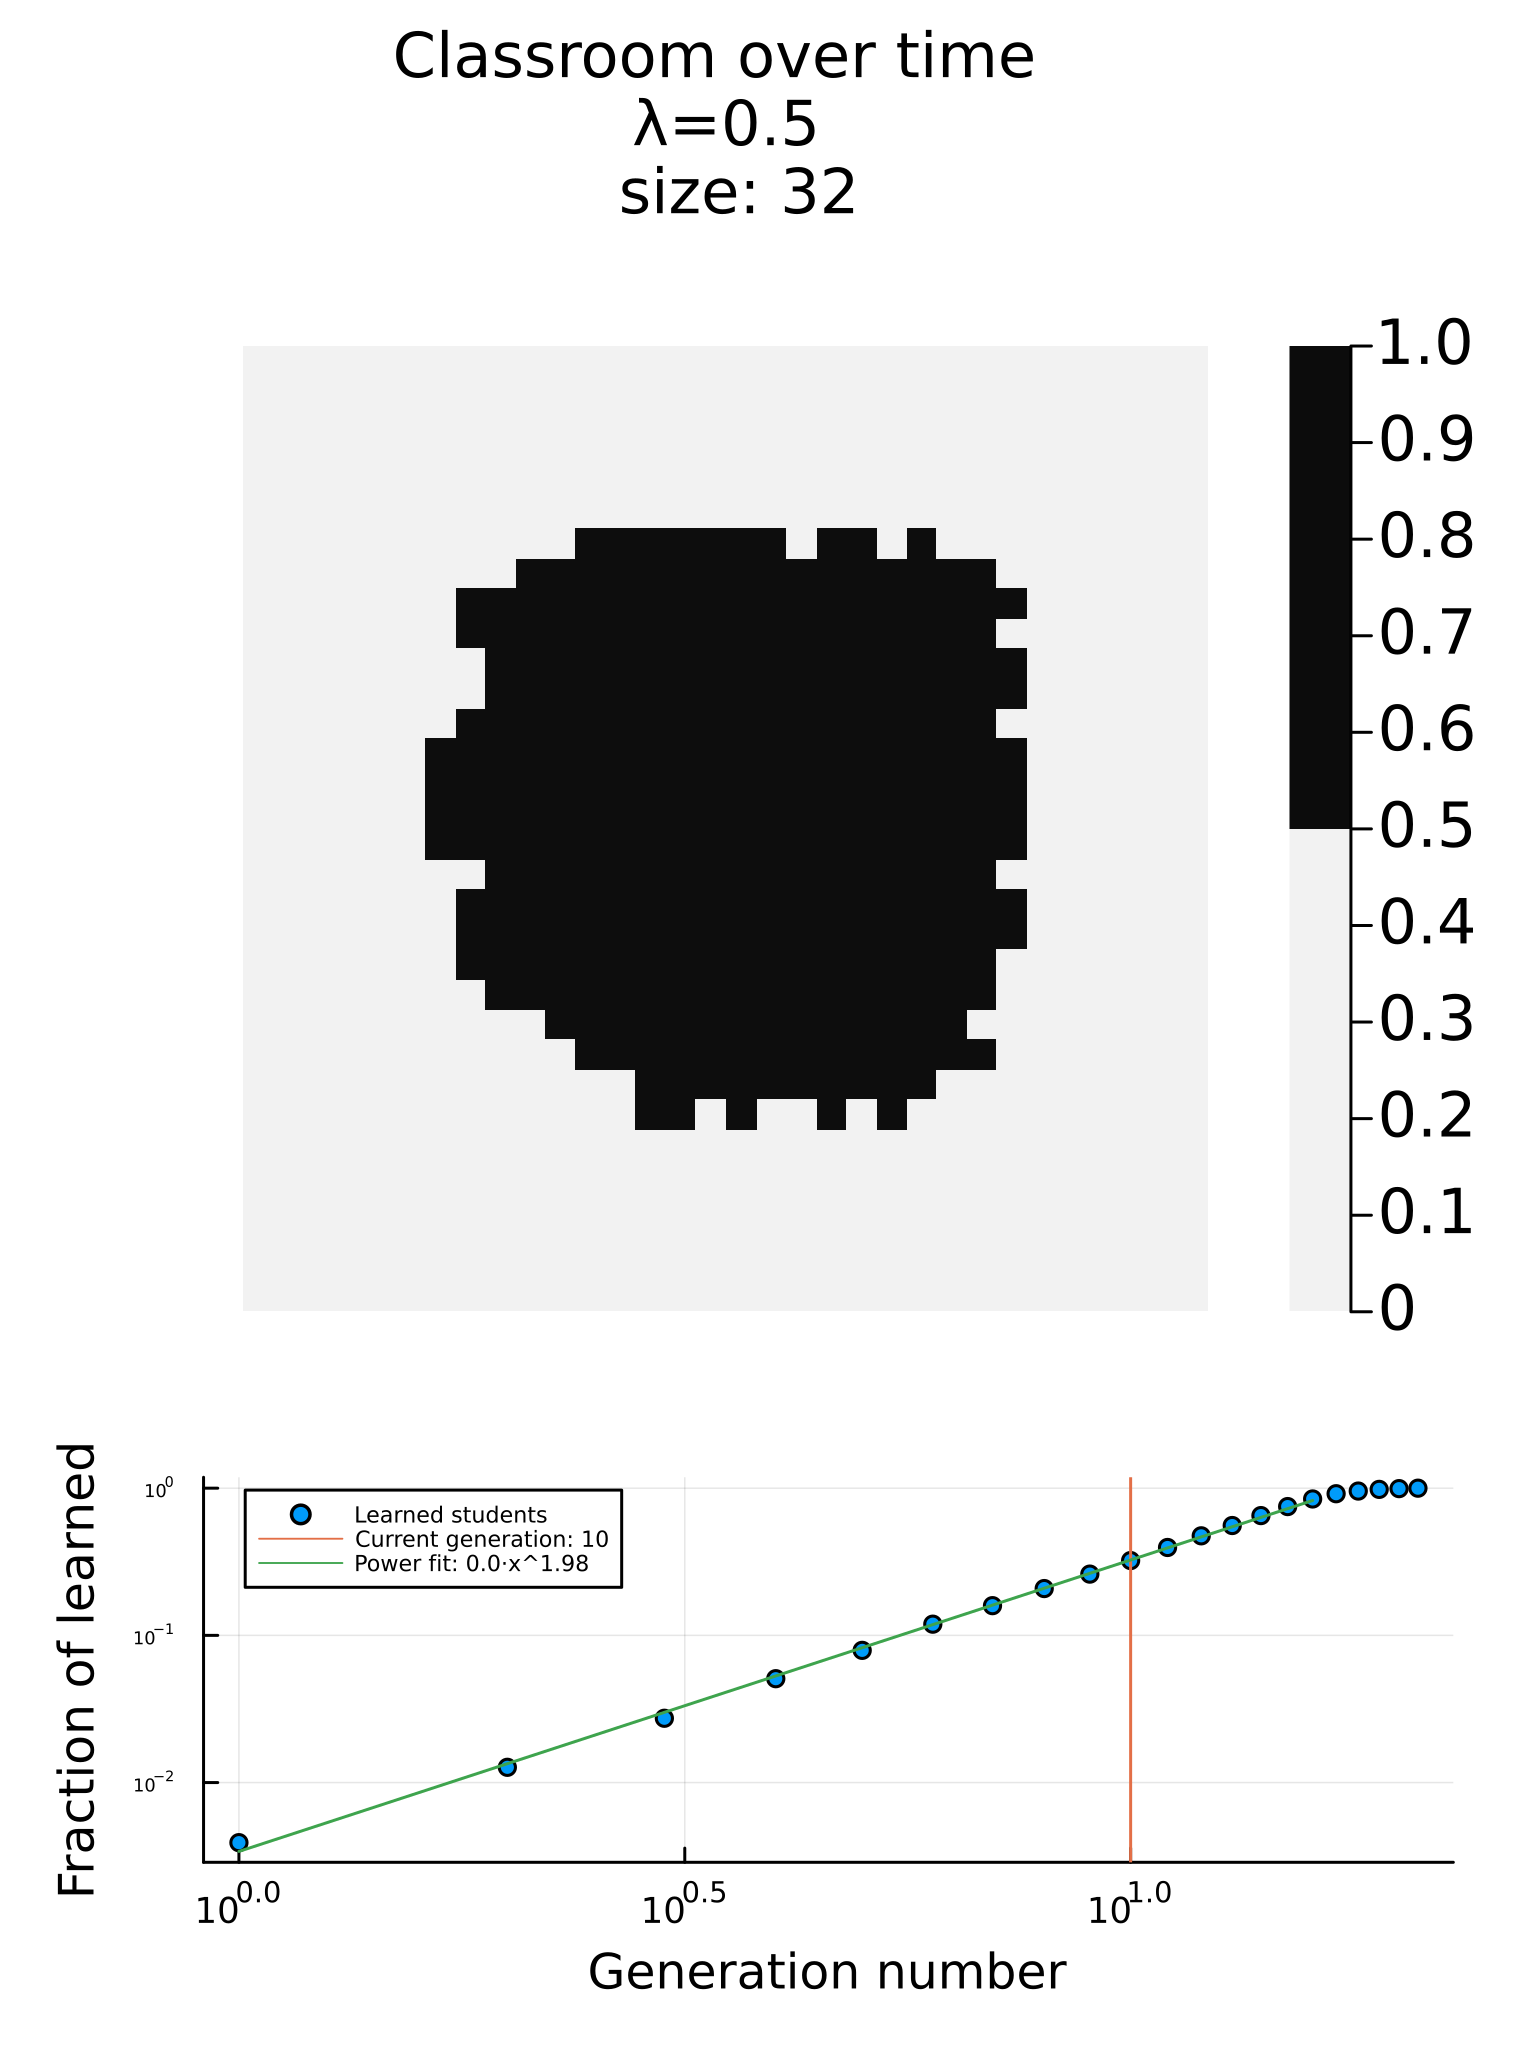 Classroom over time
λ=0.5
size: 32
1.0
0.9
0.8
0.7
0.6
0.5
0.4
0.3
0.2
0.1
0
Fraction of learned
10^0
10^-1
10^-2
Learned students
Current generation: 10
Power fit: 0.0·x^1.98
10^0.0
10^0.5
10^1.0
Generation number